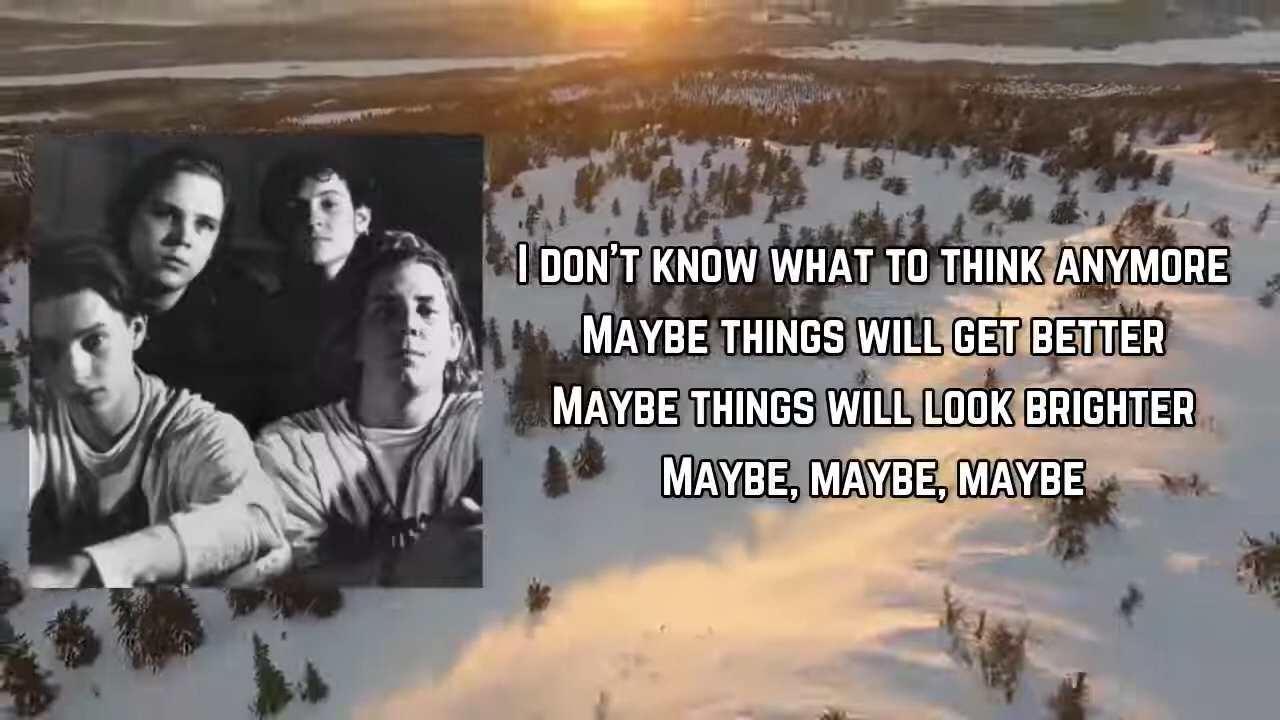 I DON'T KNOW WHAT TO THINK ANYMORE
MAYBE THINGS WILL GET BETTER
MAYBE THINGS WILL LOOK BRIGHTER
MAYBE, MAYBE, MAYBE